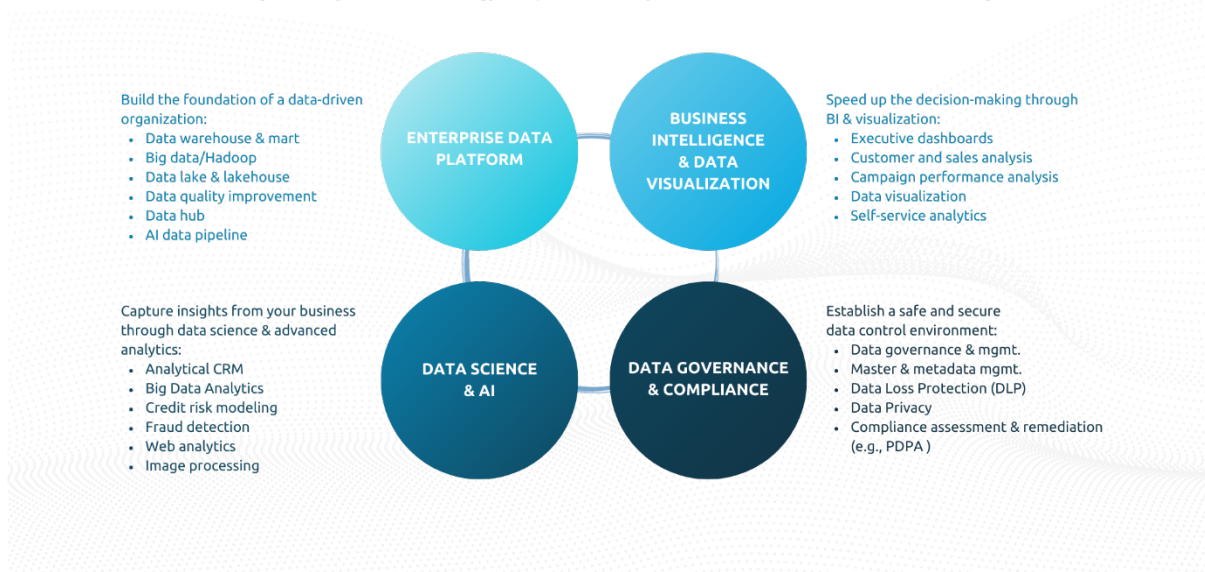 Build the foundation of a data-driven
organization:
• Data warehouse & mart
• Big data/Hadoop
• Data lake & lakehouse
• Data quality improvement
• Data hub
• AI data pipeline
ENTERPRISE DATA
PLATFORM
BUSINESS
INTELLIGENCE
& DATA
VISUALIZATION
Speed up the decision-making through
BI & visualization:
• Executive dashboards
• Customer and sales analysis
• Campaign performance analysis
• Data visualization
• Self-service analytics
Capture insights from your business
through data science & advanced
analytics:
• Analytical CRM
• Big Data Analytics
• Credit risk modeling
• Fraud detection
• Web analytics
• Image processing
DATA SCIENCE
& AI
DATA GOVERNANCE
& COMPLIANCE
Establish a safe and secure
data control environment:
• Data governance & mgmt.
• Master & metadata mgmt.
• Data Loss Protection (DLP)
• Data Privacy
• Compliance assessment & remediation
(e.g., PDPA )